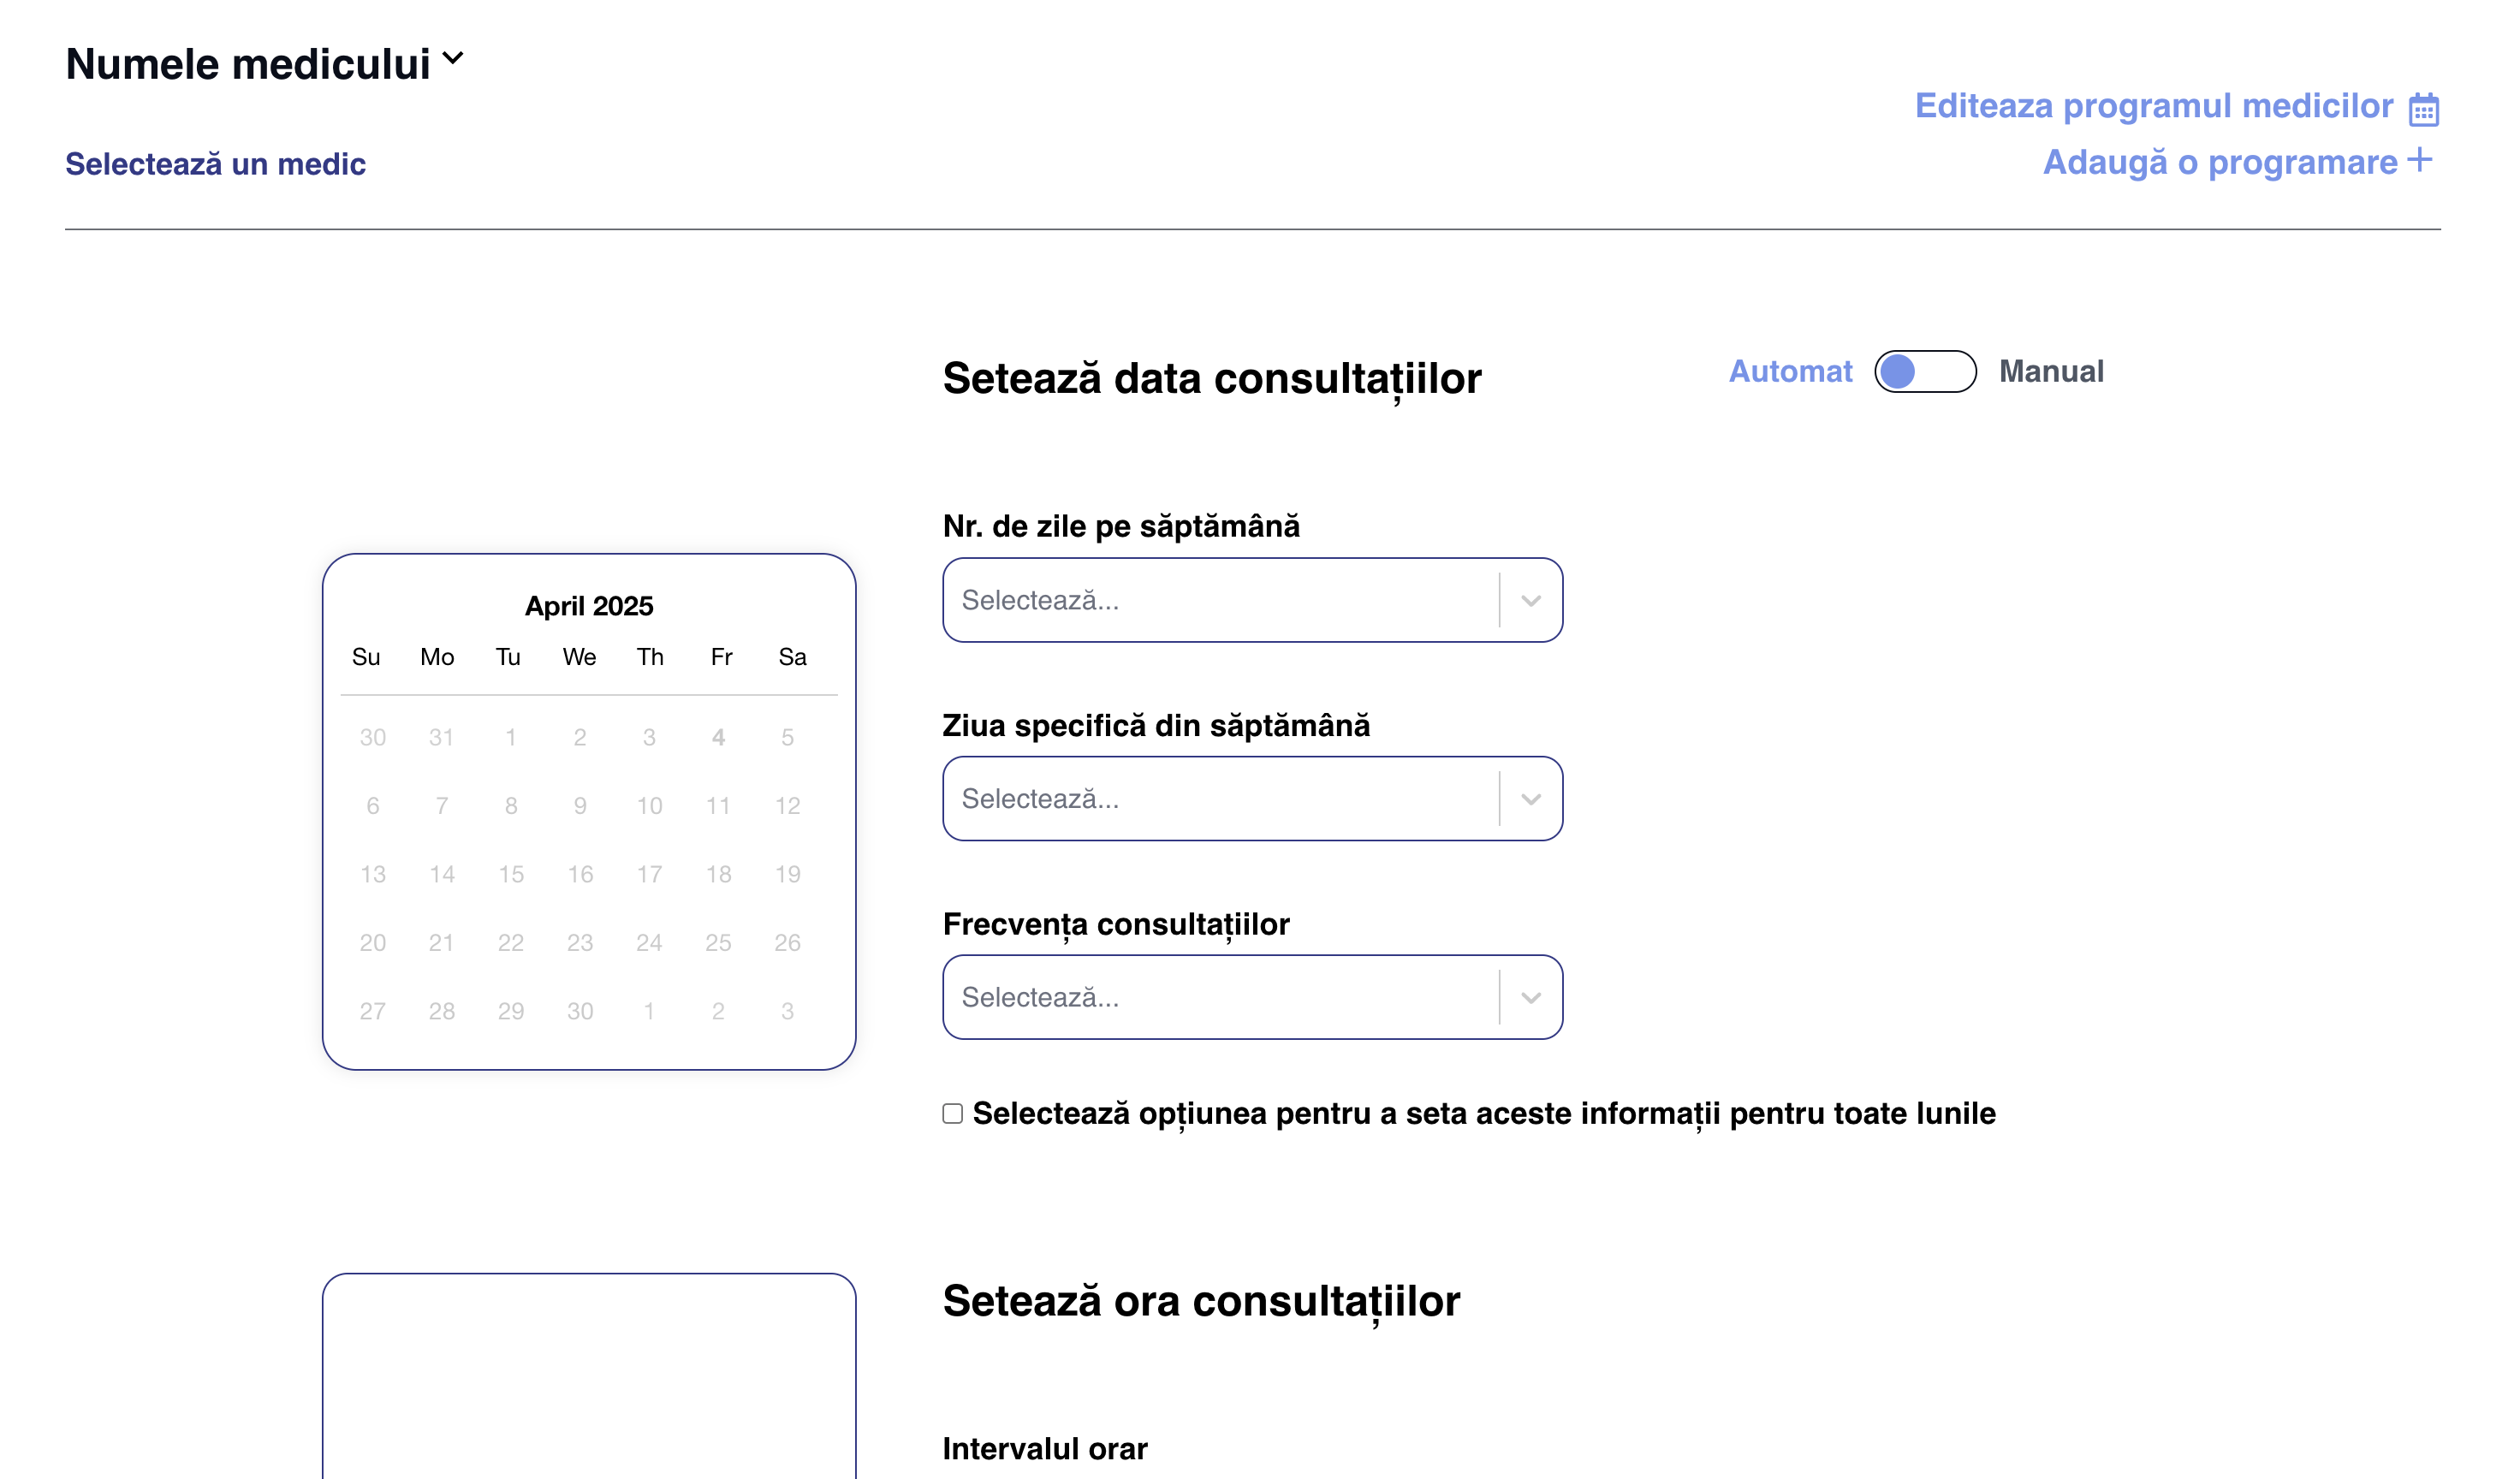 Numele medicului
Editeaza programul medicilor
Selectează un medic
Adaugă o programare
Setează data consultațiilor
Automat Manual
Nr. de zile pe săptămână
Selectează...
April 2025
Su Mo Tu We Th Fr Sa
30 31 1 2 3 4 5
6 7 8 9 10 11 12
13 14 15 16 17 18 19
20 21 22 23 24 25 26
27 28 29 30 1 2 3
Ziua specifică din săptămână
Selectează...
Frecvența consultațiilor
Selectează...
Selectează opțiunea pentru a seta aceste informații pentru toate lunile
Setează ora consultațiilor
Intervalul orar